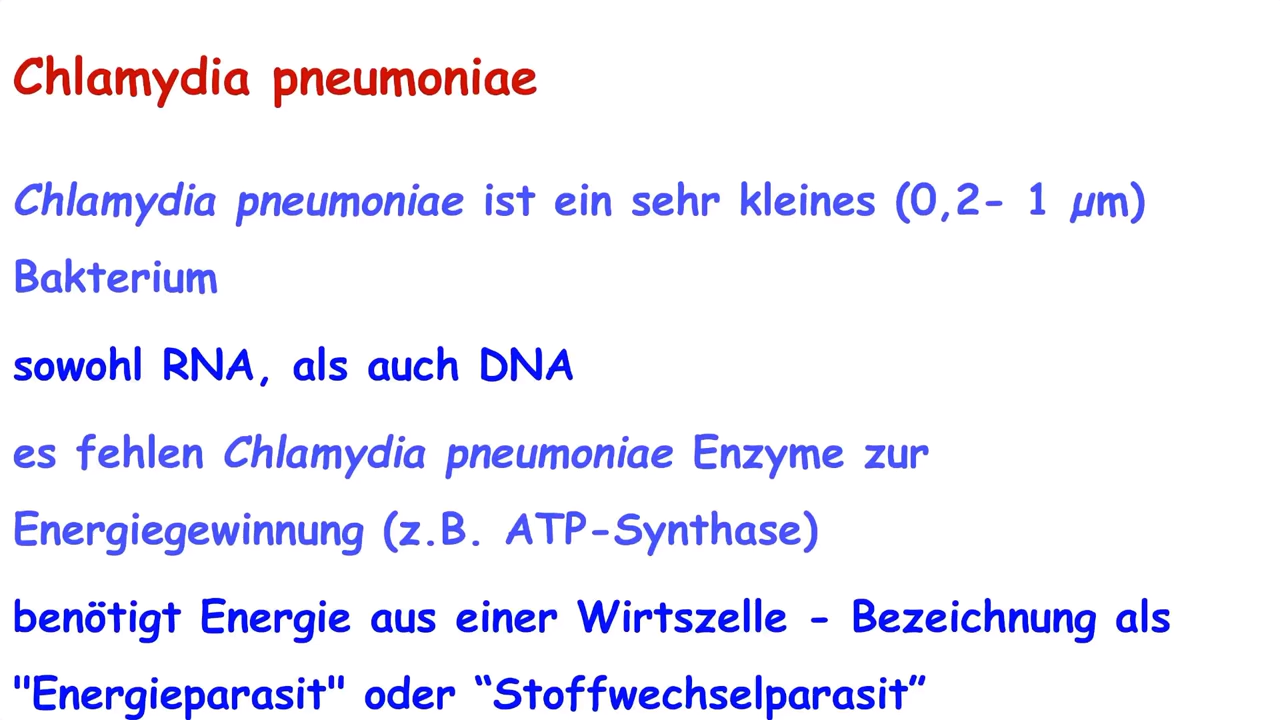 Chlamydia pneumoniae
Chlamydia pneumoniae ist ein sehr kleines (0,2- 1 µm)
Bakterium
sowohl RNA, als auch DNA
es fehlen Chlamydia pneumoniae Enzyme zur
Energiegewinnung (z.B. ATP-Synthase)
benötigt Energie aus einer Wirtszelle - Bezeichnung als
"Energieparasit" oder “Stoffwechselparasit”